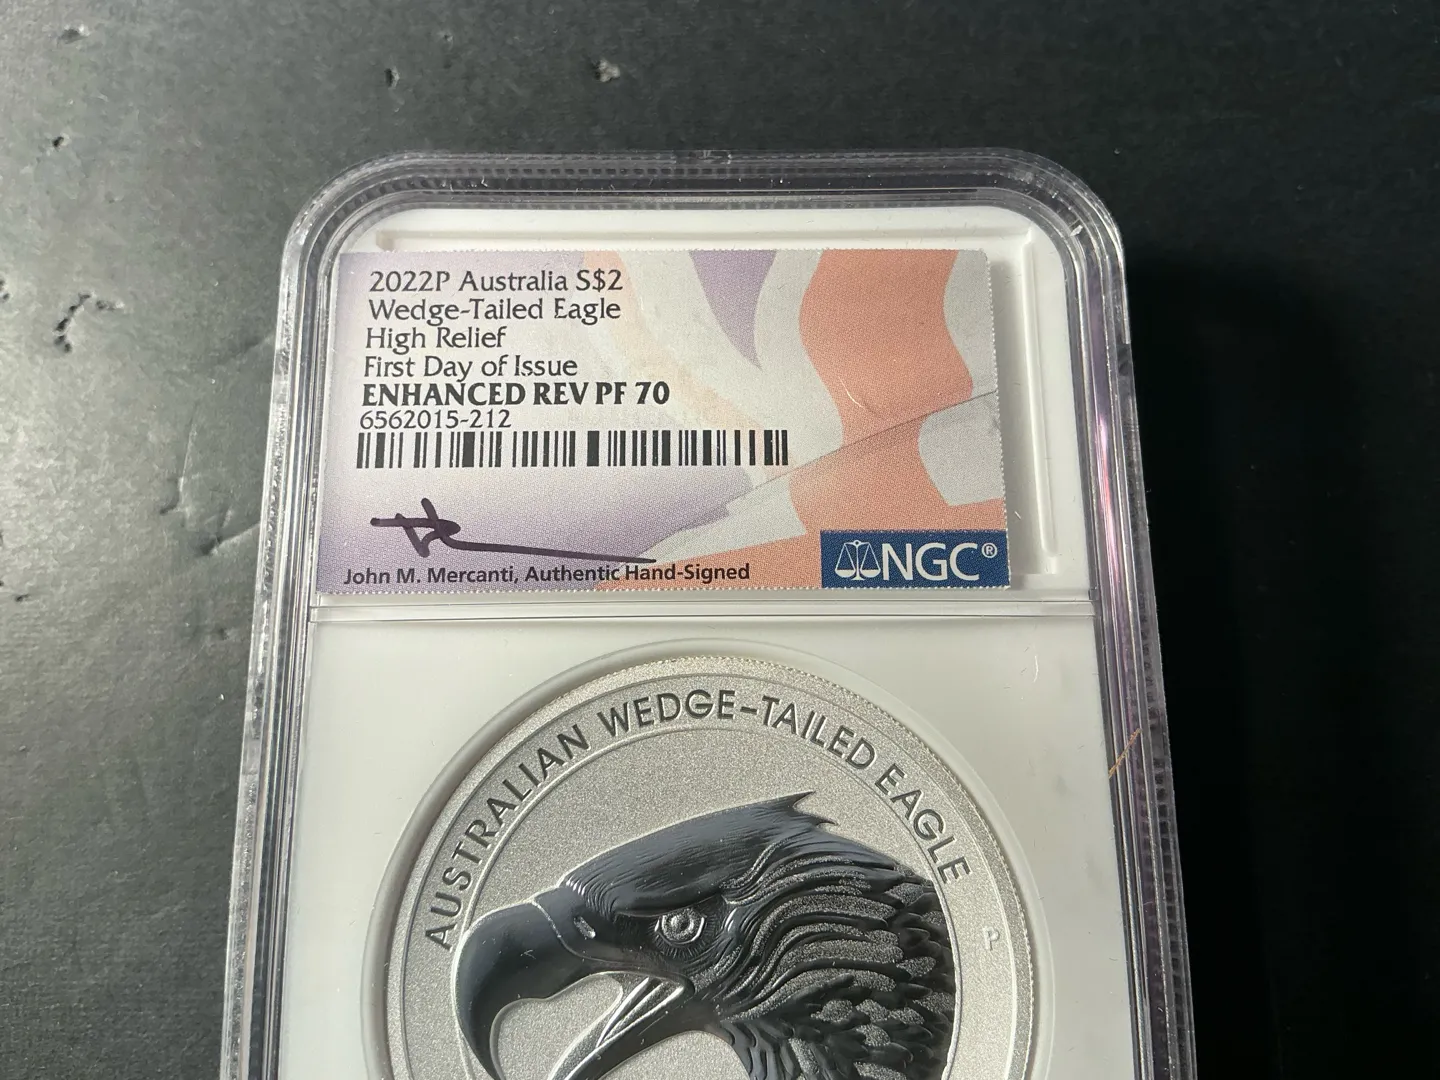 2022P Australia S$2
Wedge-Tailed Eagle
High Relief
First Day of Issue
ENHANCED REV PF 70
6562015-212
John M. Mercanti, Authentic Hand-Signed
NGC®
AUSTRALIAN WEDGE-TAILED EAGLE
P